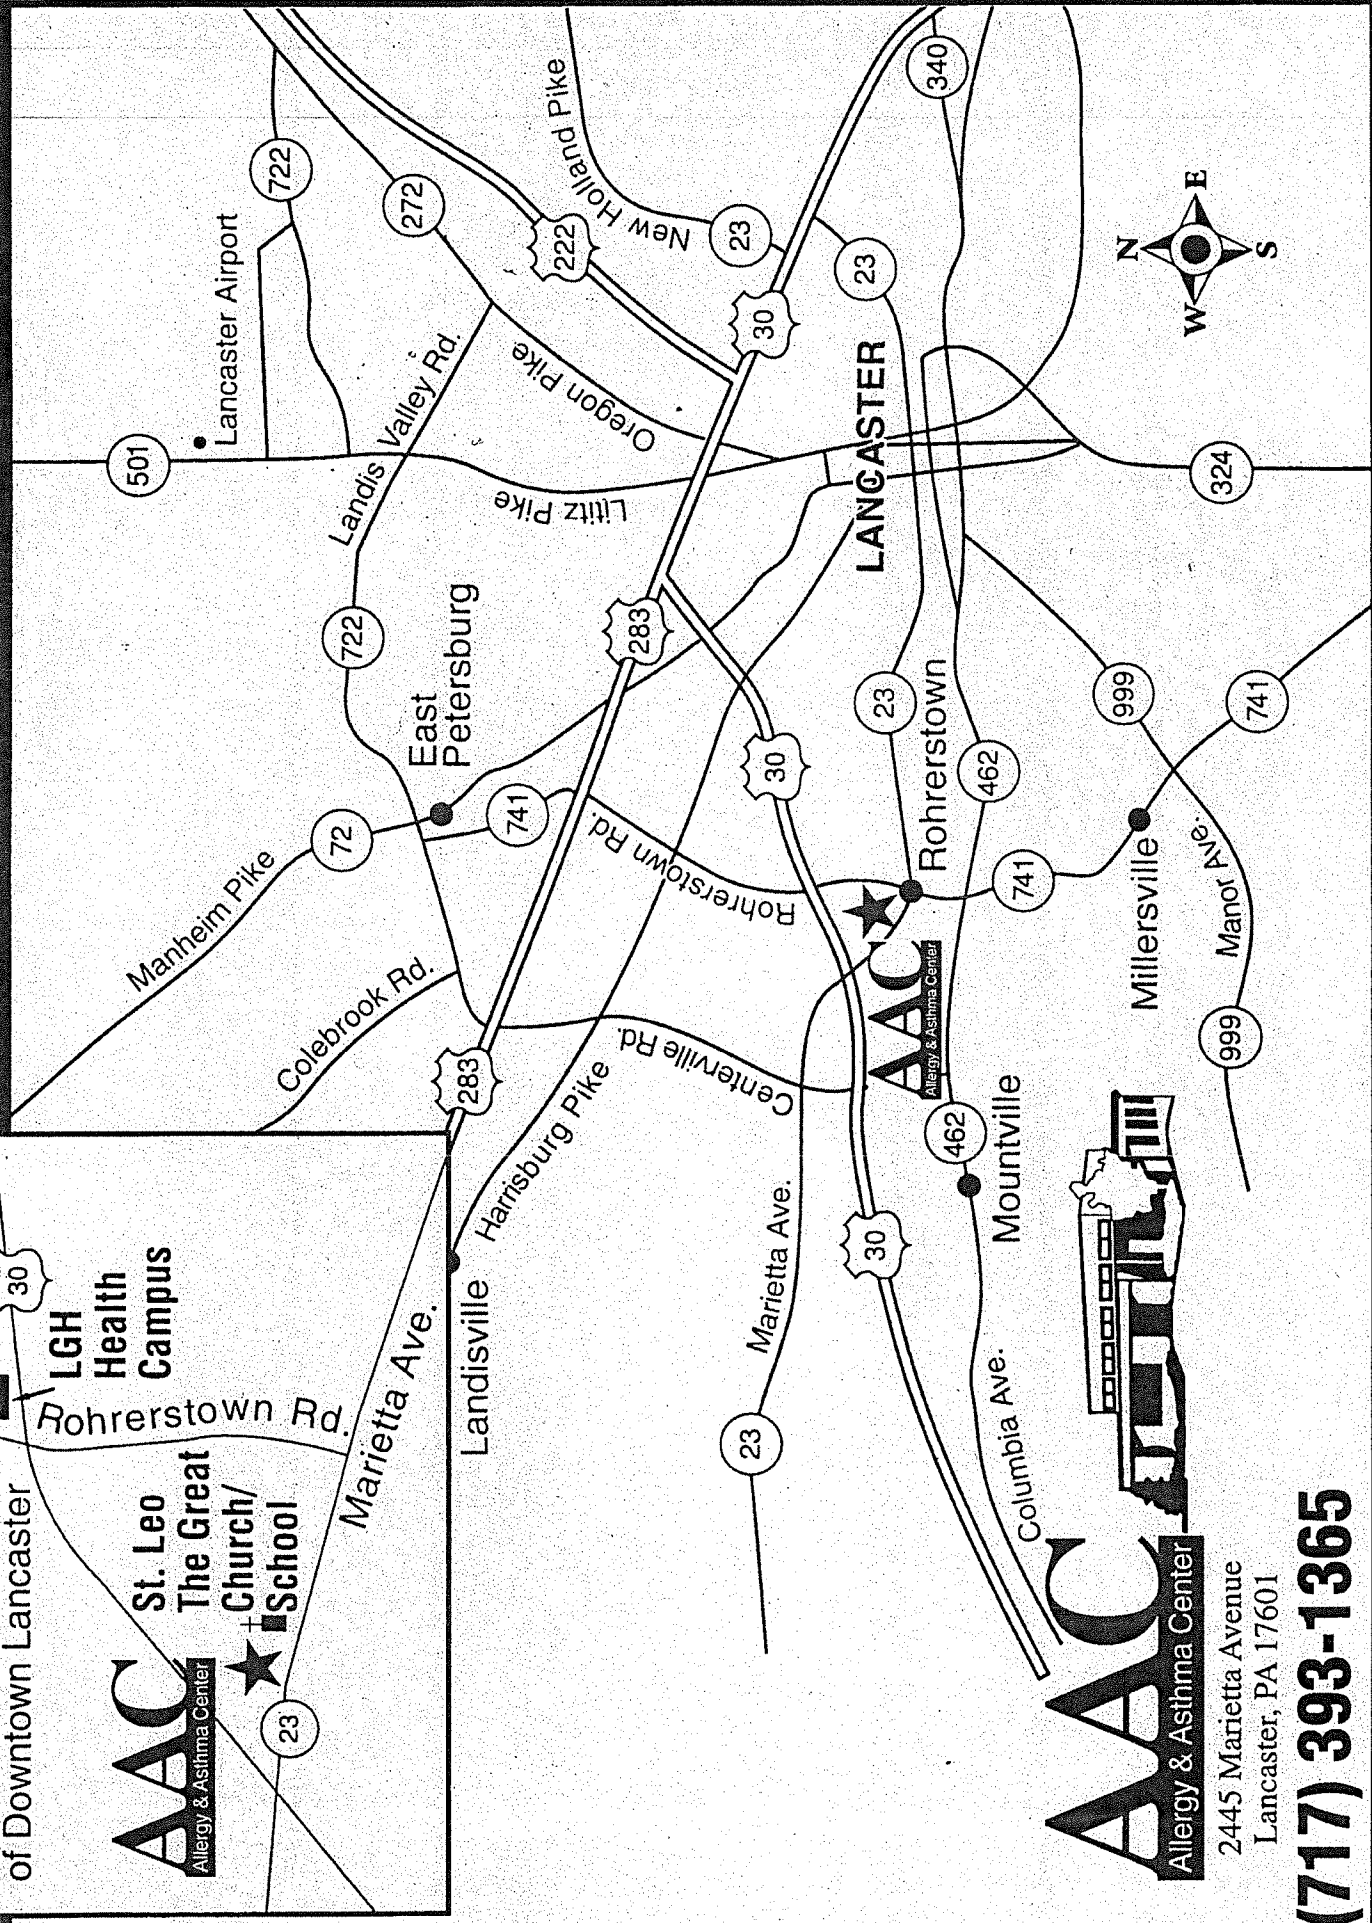 of Downtown Lancaster
30
LGH
Health
Campus
Rohrerstown Rd.
St. Leo
The Great
Church/
School
Marietta Ave.
AAC
Allergy & Asthma Center
23
501
Lancaster Airport
722
272
222
New Holland Pike
340
23
23
30
Landis Valley Rd.
Oregon Pike
Lititz Pike
LANCASTER
N
E
S
W
324
Manheim Pike
72
722
East
Petersburg
741
283
Colebrook Rd.
283
Rohrerstown Rd.
30
23
Rohrerstown
462
999
741
741
Landisville
Harrisburg Pike
Centerville Rd.
AAC
Allergy & Asthma Center
Millersville
Manor Ave.
999
Marietta Ave.
23
30
462
Mountville
Columbia Ave.
AAC
Allergy & Asthma Center
2445 Marietta Avenue
Lancaster, PA 17601
(717) 393-1365